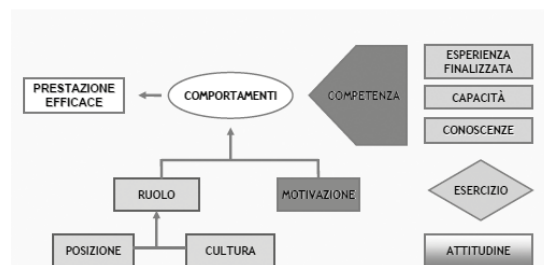 ESPERIENZA
FINALIZZATA
PRESTAZIONE
EFFICACE
COMPORTAMENTI
COMPETENZA
CAPACITÀ
CONOSCENZE
RUOLO
MOTIVAZIONE
ESERCIZIO
POSIZIONE
CULTURA
ATTITUDINE